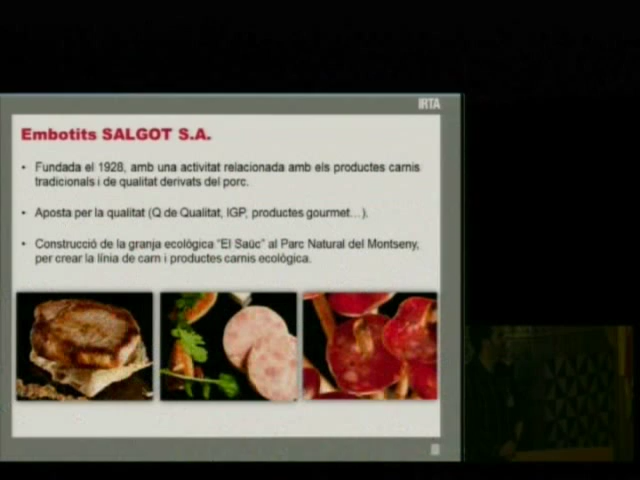 IRTA
Embotits SALGOT S.A.
• Fundada el 1928, amb una activitat relacionada amb els productes carnis
tradicionals i de qualitat derivats del porc.
• Aposta per la qualitat (Q de Qualitat, IGP, productes gourmet…).
• Construcció de la granja ecològica “El Saüc” al Parc Natural del Montseny,
per crear la línia de carn i productes carnis ecològica.